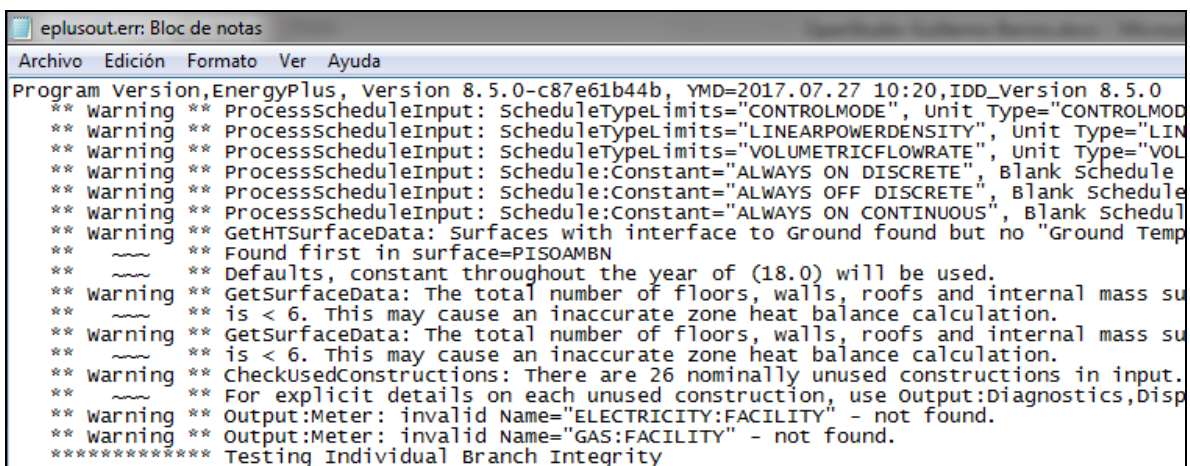 eplusout.err: Bloc de notas
Archivo Edición Formato Ver Ayuda
Program Version,EnergyPlus, Version 8.5.0-c87e61b44b, YMD=2017.07.27 10:20,IDD_Version 8.5.0
** Warning ** ProcessScheduleInput: ScheduleTypeLimits="CONTROLMODE", Unit Type="CONTROLMOD
** Warning ** ProcessScheduleInput: ScheduleTypeLimits="LINEARPOWERDENSITY", Unit Type="LIN
** Warning ** ProcessScheduleInput: ScheduleTypeLimits="VOLUMETRICFLOWRATE", Unit Type="VOL
** Warning ** ProcessScheduleInput: Schedule:Constant="ALWAYS ON DISCRETE", Blank Schedule
** Warning ** ProcessScheduleInput: Schedule:Constant="ALWAYS OFF DISCRETE", Blank Schedule
** Warning ** ProcessScheduleInput: Schedule:Constant="ALWAYS ON CONTINUOUS", Blank Schedul
** Warning ** GetHTSurfaceData: Surfaces with interface to Ground found but no "Ground Temp
** ~~~ ** Found first in surface=PISOAMBN
** ~~~ ** Defaults, constant throughout the year of (18.0) will be used.
** Warning ** GetSurfaceData: The total number of floors, walls, roofs and internal mass su
** ~~~ ** is < 6. This may cause an inaccurate zone heat balance calculation.
** Warning ** GetSurfaceData: The total number of floors, walls, roofs and internal mass su
** ~~~ ** is < 6. This may cause an inaccurate zone heat balance calculation.
** Warning ** CheckUsedConstructions: There are 26 nominally unused constructions in input.
** ~~~ ** For explicit details on each unused construction, use Output:Diagnostics,Disp
** Warning ** Output:Meter: invalid Name="ELECTRICITY:FACILITY" - not found.
** Warning ** Output:Meter: invalid Name="GAS:FACILITY" - not found.
************* Testing Individual Branch Integrity